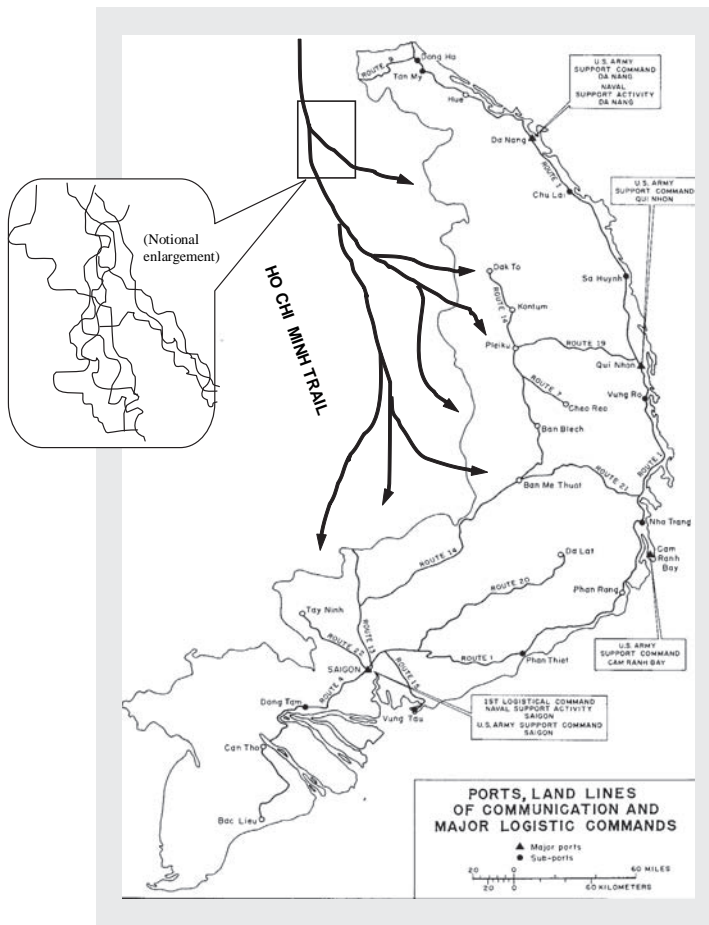 ROUTE 9
Dong Ha
Tan My
Hue
U.S. ARMY
SUPPORT COMMAND
DA NANG
NAVAL
SUPPORT ACTIVITY
DA NANG
Da Nang
ROUTE 1
Chu Lai
U.S. ARMY
SUPPORT COMMAND
QUI NHON
(Notional
enlargement)
HO CHI MINH TRAIL
Dak To
Sa Huynh
ROUTE 14
Kontum
Pleiku
ROUTE 19
Qui Nhon
ROUTE 7
Cheo Reo
Vung Ro
Ban Blech
ROUTE 1
Ban Me Thuot
ROUTE 21
Nha Trang
Cam
Ranh
Bay
ROUTE 14
Da Lat
ROUTE 20
Phan Rang
Tay Ninh
ROUTE 13
ROUTE 22
U.S. ARMY
SUPPORT COMMAND
CAM RANH BAY
SAIGON
ROUTE 1
Phan Thiet
ROUTE 15
ROUTE 4
Dong Tam
Vung Tau
1ST LOGISTICAL COMMAND
NAVAL SUPPORT ACTIVITY
SAIGON
U.S. ARMY SUPPORT COMMAND
SAIGON
Can Tho
Bac Lieu
PORTS, LAND LINES
OF COMMUNICATION AND
MAJOR LOGISTIC COMMANDS
Major ports
Sub-ports
20 0 60 MILES
20 0 60 KILOMETERS